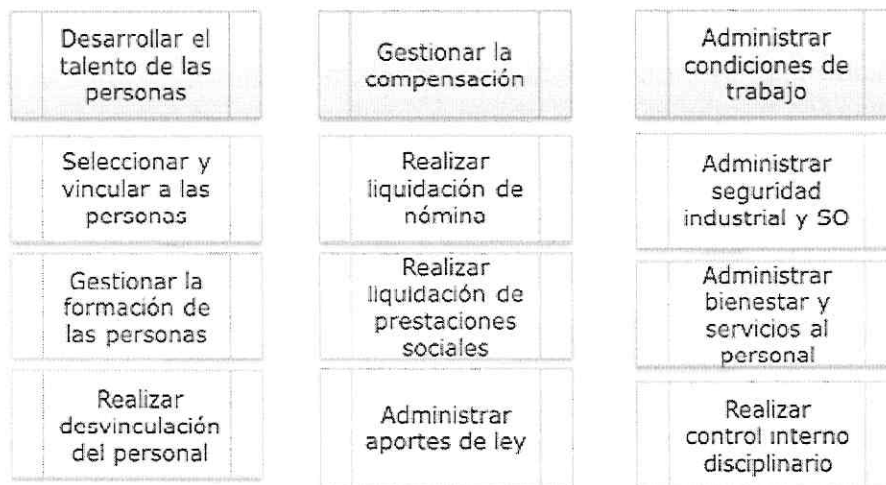 Desarrollar el
talento de las
personas
Gestionar la
compensación
Administrar
condiciones de
trabajo
Seleccionar y
vincular a las
personas
Realizar
liquidación de
nómina
Administrar
seguridad
industrial y SO
Gestionar la
formación de
las personas
Realizar
liquidación de
prestaciones
sociales
Administrar
bienestar y
servicios al
personal
Realizar
desvinculación
del personal
Administrar
aportes de ley
Realizar
control interno
disciplinario